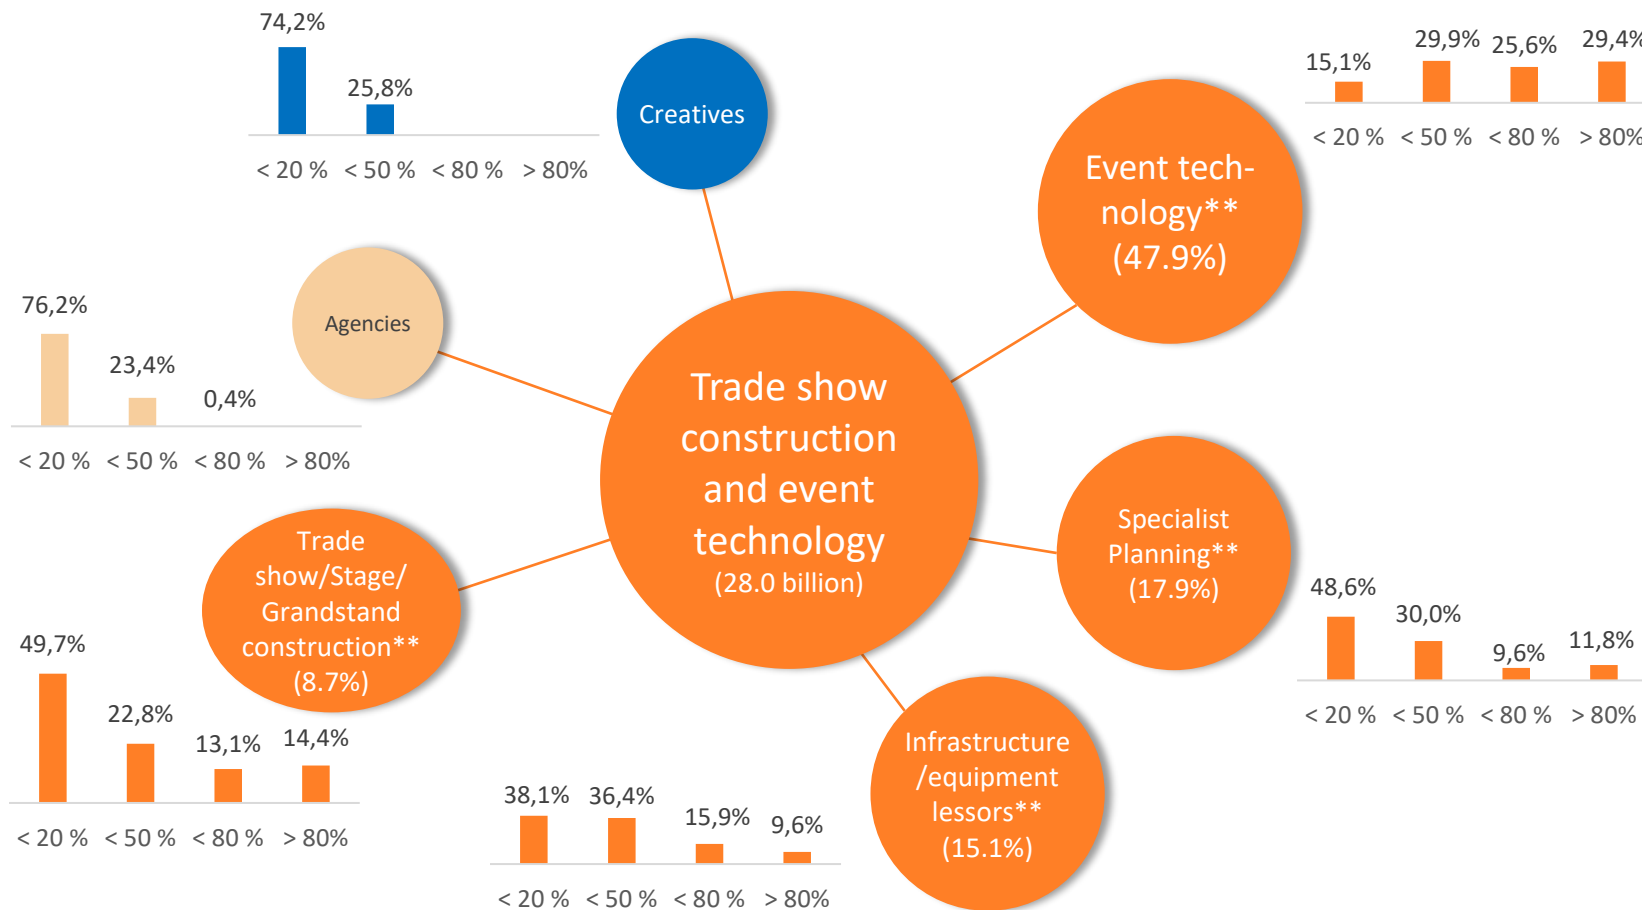 74,2%
25,8%
< 20 % < 50 % < 80 % > 80%
Creatives
15,1%
29,9%
25,6%
29,4%
< 20 % < 50 % < 80 % > 80%
Event tech-
nology**
(47.9%)
76,2%
23,4%
0,4%
< 20 % < 50 % < 80 % > 80%
Agencies
Trade show
construction
and event
technology
(28.0 billion)
Specialist
Planning**
(17.9%)
48,6%
30,0%
9,6%
11,8%
< 20 % < 50 % < 80 % > 80%
Trade
show/Stage/
Grandstand
construction**
(8.7%)
49,7%
22,8%
13,1%
14,4%
< 20 % < 50 % < 80 % > 80%
Infrastructure
/equipment
lessors**
(15.1%)
38,1%
36,4%
15,9%
9,6%
< 20 % < 50 % < 80 % > 80%